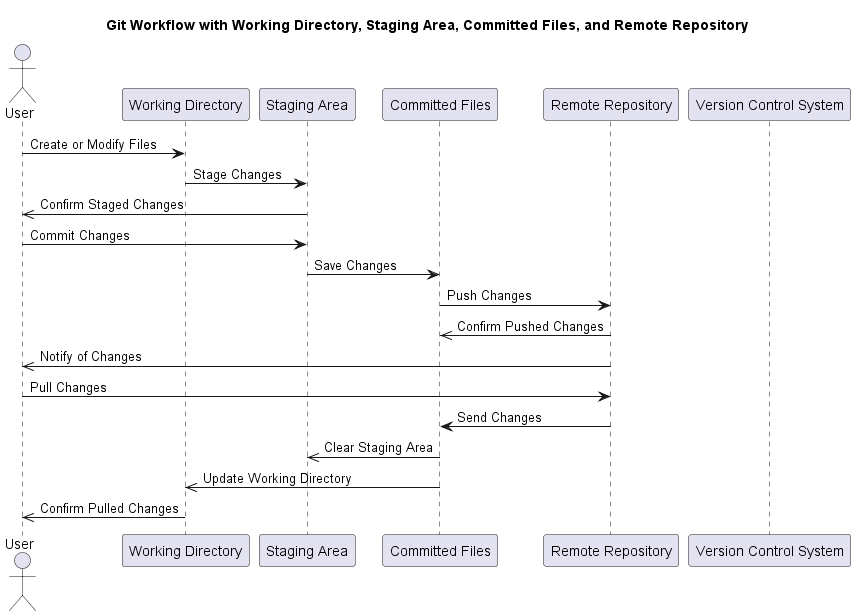 Git Workflow with Working Directory, Staging Area, Committed Files, and Remote Repository
User
Working Directory
Staging Area
Committed Files
Remote Repository
Version Control System
Create or Modify Files
Stage Changes
Confirm Staged Changes
Commit Changes
Save Changes
Push Changes
Confirm Pushed Changes
Notify of Changes
Pull Changes
Send Changes
Clear Staging Area
Update Working Directory
Confirm Pulled Changes
User
Working Directory
Staging Area
Committed Files
Remote Repository
Version Control System